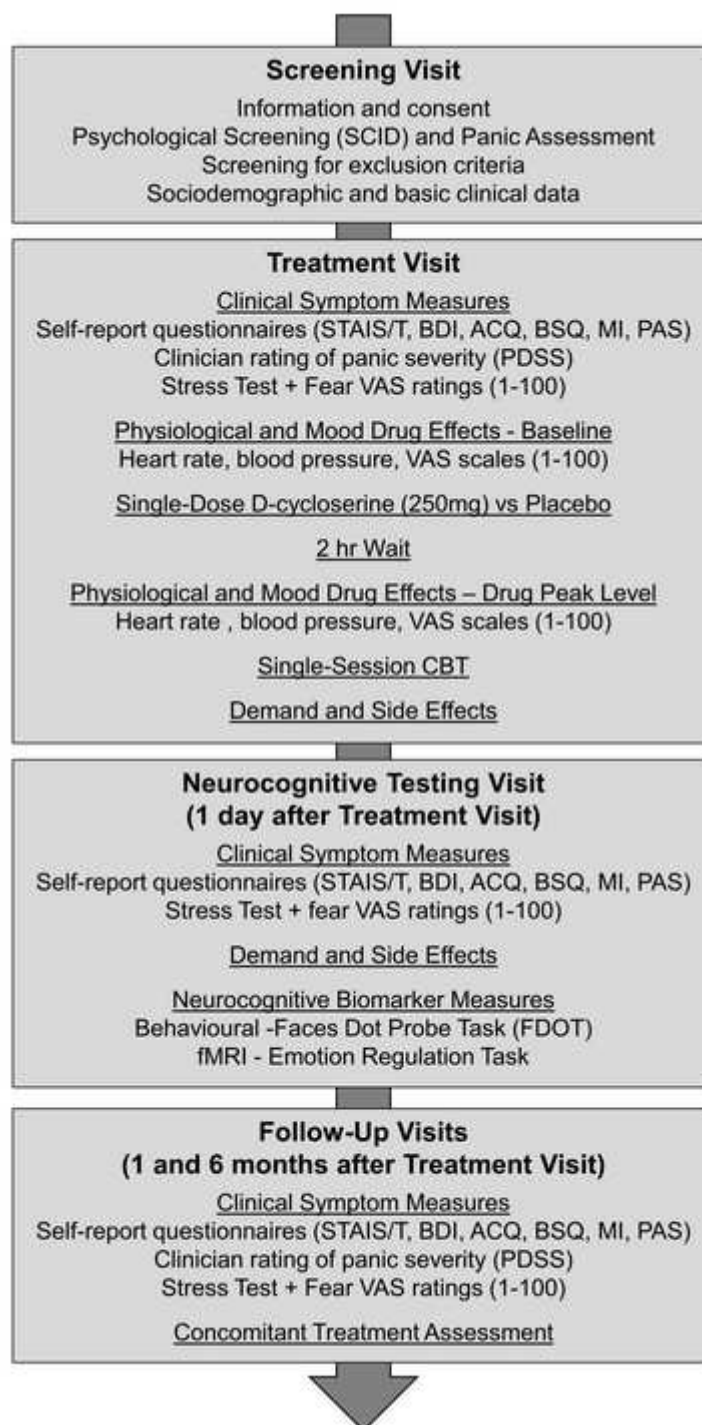 Screening Visit
Information and consent
Psychological Screening (SCID) and Panic Assessment
Screening for exclusion criteria
Sociodemographic and basic clinical data
Treatment Visit
Clinical Symptom Measures
Self-report questionnaires (STAIS/T, BDI, ACQ, BSQ, MI, PAS)
Clinician rating of panic severity (PDSS)
Stress Test + Fear VAS ratings (1-100)
Physiological and Mood Drug Effects - Baseline
Heart rate, blood pressure, VAS scales (1-100)
Single-Dose D-cycloserine (250mg) vs Placebo
2 hr Wait
Physiological and Mood Drug Effects – Drug Peak Level
Heart rate , blood pressure, VAS scales (1-100)
Single-Session CBT
Demand and Side Effects
Neurocognitive Testing Visit
(1 day after Treatment Visit)
Clinical Symptom Measures
Self-report questionnaires (STAIS/T, BDI, ACQ, BSQ, MI, PAS)
Stress Test + fear VAS ratings (1-100)
Demand and Side Effects
Neurocognitive Biomarker Measures
Behavioural -Faces Dot Probe Task (FDOT)
fMRI - Emotion Regulation Task
Follow-Up Visits
(1 and 6 months after Treatment Visit)
Clinical Symptom Measures
Self-report questionnaires (STAIS/T, BDI, ACQ, BSQ, MI, PAS)
Clinician rating of panic severity (PDSS)
Stress Test + Fear VAS ratings (1-100)
Concomitant Treatment Assessment